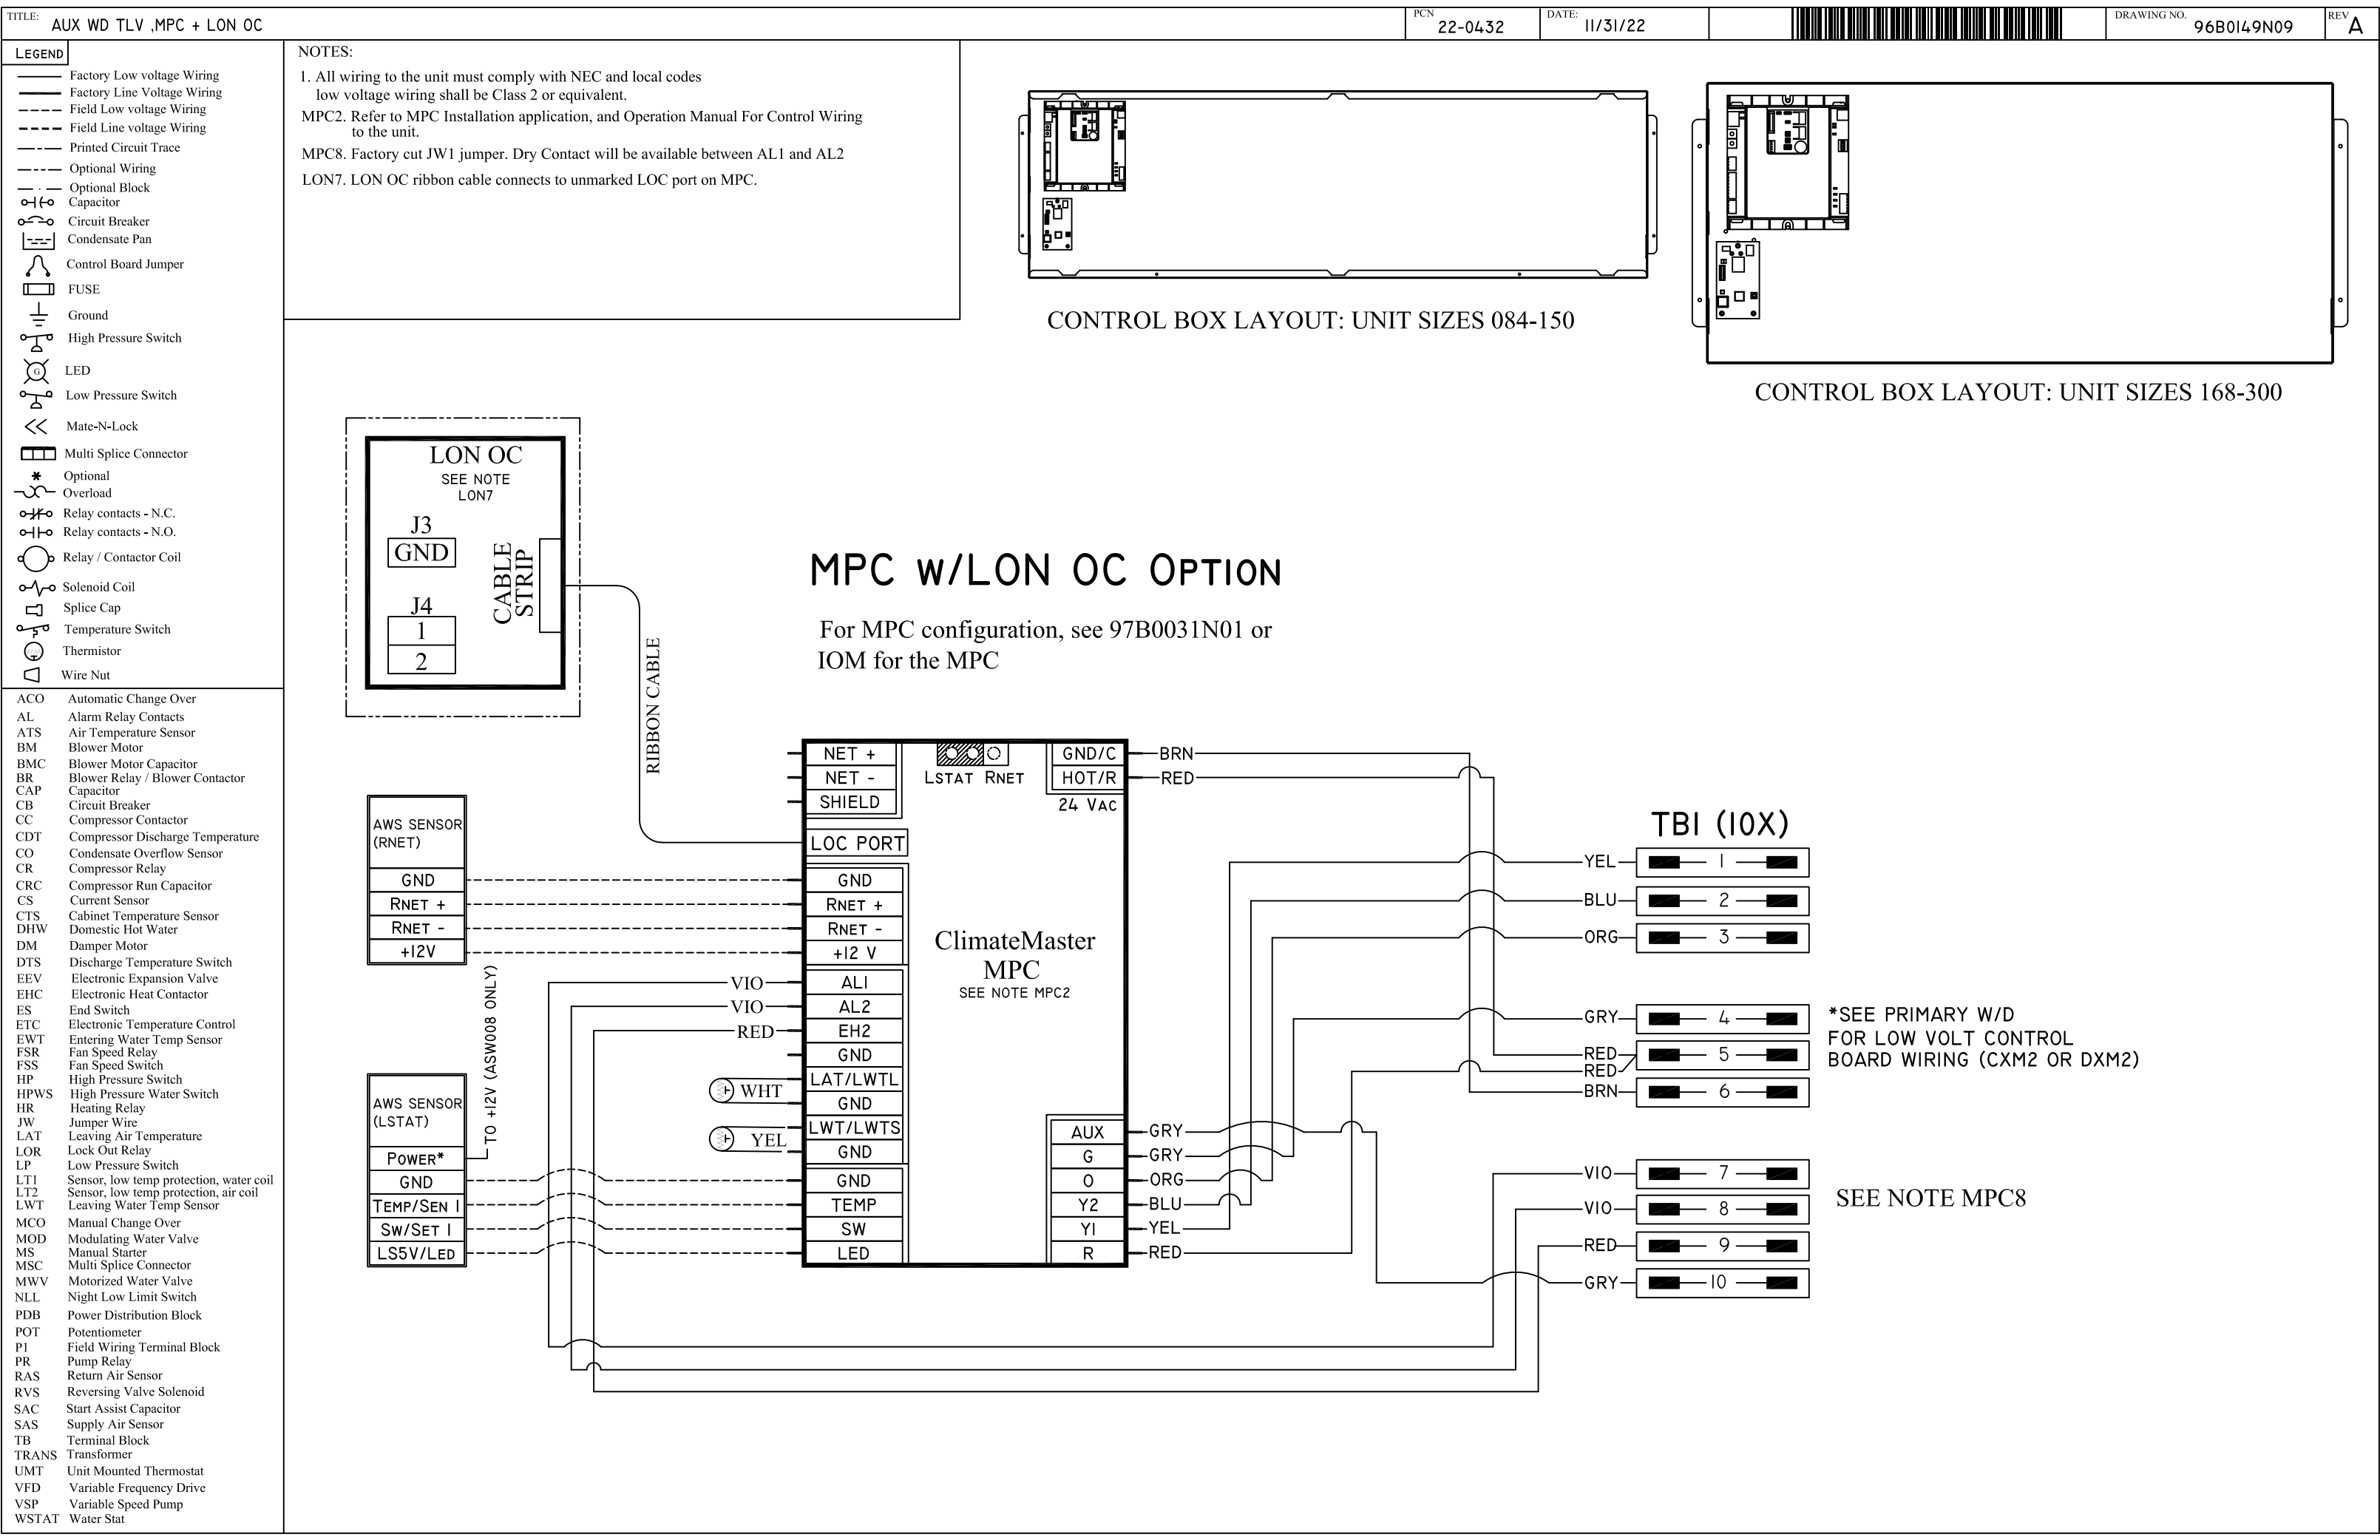 TITLE: AUX WD TLV ,MPC + LON OC
PCN 22-0432
DATE: 11/31/22
DRAWING NO. 96B0149N09
REV A
LEGEND
Factory Low voltage Wiring
Factory Line Voltage Wiring
Field Low voltage Wiring
Field Line voltage Wiring
Printed Circuit Trace
Optional Wiring
Optional Block
Capacitor
Circuit Breaker
Condensate Pan
Control Board Jumper
FUSE
Ground
High Pressure Switch
G LED
Low Pressure Switch
Mate-N-Lock
Multi Splice Connector
* Optional
Overload
Relay contacts - N.C.
Relay contacts - N.O.
Relay / Contactor Coil
Solenoid Coil
Splice Cap
Temperature Switch
Thermistor
Wire Nut
ACO Automatic Change Over
AL Alarm Relay Contacts
ATS Air Temperature Sensor
BM Blower Motor
BMC Blower Motor Capacitor
BR Blower Relay / Blower Contactor
CAP Capacitor
CB Circuit Breaker
CC Compressor Contactor
CDT Compressor Discharge Temperature
CO Condensate Overflow Sensor
CR Compressor Relay
CRC Compressor Run Capacitor
CS Current Sensor
CTS Cabinet Temperature Sensor
DHW Domestic Hot Water
DM Damper Motor
DTS Discharge Temperature Switch
EEV Electronic Expansion Valve
EHC Electronic Heat Contactor
ES End Switch
ETC Electronic Temperature Control
EWT Entering Water Temp Sensor
FSR Fan Speed Relay
FSS Fan Speed Switch
HP High Pressure Switch
HPWS High Pressure Water Switch
HR Heating Relay
JW Jumper Wire
LAT Leaving Air Temperature
LOR Lock Out Relay
LP Low Pressure Switch
LT1 Sensor, low temp protection, water coil
LT2 Sensor, low temp protection, air coil
LWT Leaving Water Temp Sensor
MCO Manual Change Over
MOD Modulating Water Valve
MS Manual Starter
MSC Multi Splice Connector
MWV Motorized Water Valve
NLL Night Low Limit Switch
PDB Power Distribution Block
POT Potentiometer
P1 Field Wiring Terminal Block
PR Pump Relay
RAS Return Air Sensor
RVS Reversing Valve Solenoid
SAC Start Assist Capacitor
SAS Supply Air Sensor
TB Terminal Block
TRANS Transformer
UMT Unit Mounted Thermostat
VFD Variable Frequency Drive
VSP Variable Speed Pump
WSTAT Water Stat
NOTES:
1. All wiring to the unit must comply with NEC and local codes
low voltage wiring shall be Class 2 or equivalent.
MPC2. Refer to MPC Installation application, and Operation Manual For Control Wiring
to the unit.
MPC8. Factory cut JW1 jumper. Dry Contact will be available between AL1 and AL2
LON7. LON OC ribbon cable connects to unmarked LOC port on MPC.
CONTROL BOX LAYOUT: UNIT SIZES 084-150
CONTROL BOX LAYOUT: UNIT SIZES 168-300
LON OC
SEE NOTE
LON7
J3
GND
J4
1
2
CABLE
STRIP
RIBBON CABLE
MPC W/LON OC OPTION
For MPC configuration, see 97B0031N01 or
IOM for the MPC
AWS SENSOR
(RNET)
GND
RNET +
RNET -
+12V
TO +12V (ASW008 ONLY)
AWS SENSOR
(LSTAT)
POWER*
GND
TEMP/SEN 1
SW/SET 1
LS5V/LED
VIO
VIO
RED
WHT
YEL
NET +
NET -
SHIELD
LOC PORT
GND
RNET +
RNET -
+12 V
AL1
AL2
EH2
GND
LAT/LWTL
GND
LWT/LWTS
GND
GND
TEMP
SW
LED
LSTAT RNET
ClimateMaster
MPC
SEE NOTE MPC2
GND/C BRN
HOT/R RED
24 VAC
AUX GRY
G GRY
O ORG
Y2 BLU
Y1 YEL
R RED
TB1 (10X)
YEL 1
BLU 2
ORG 3
GRY 4
RED 5
RED
BRN 6
*SEE PRIMARY W/D
FOR LOW VOLT CONTROL
BOARD WIRING (CXM2 OR DXM2)
VIO 7
VIO 8
RED 9
GRY 10
SEE NOTE MPC8